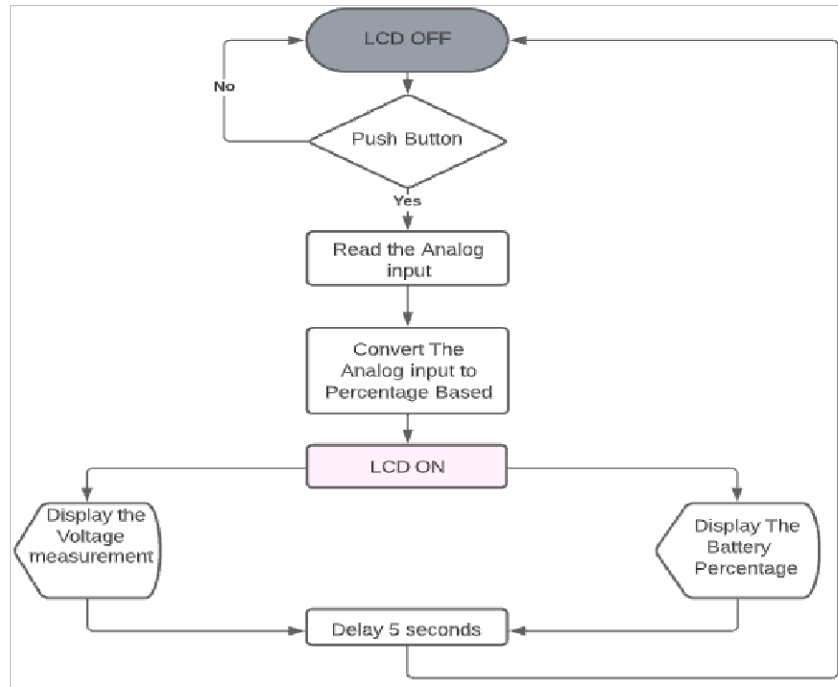 LCD OFF
No
Push Button
Yes
Read the Analog
input
Convert The
Analog input to
Percentage Based
LCD ON
Display the
Voltage
measurement
Display The
Battery
Percentage
Delay 5 seconds